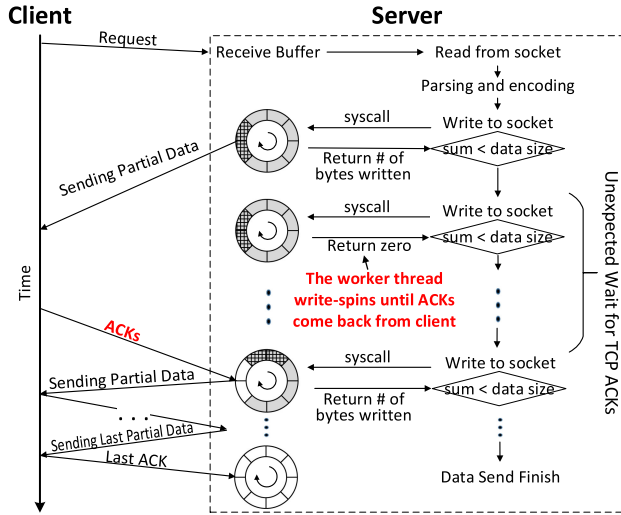 Client
Server
Request
Receive Buffer
Read from socket
Parsing and encoding
syscall
Write to socket
sum < data size
Return # of
bytes written
Sending Partial Data
syscall
Write to socket
sum < data size
Return zero
The worker thread
write-spins until ACKs
come back from client
Unexpected Wait for
TCP ACKs
Time
ACKs
syscall
Write to socket
sum < data size
Return # of
bytes written
Sending Partial Data
. . .
Sending Last Partial Data
Last ACK
Data Send Finish